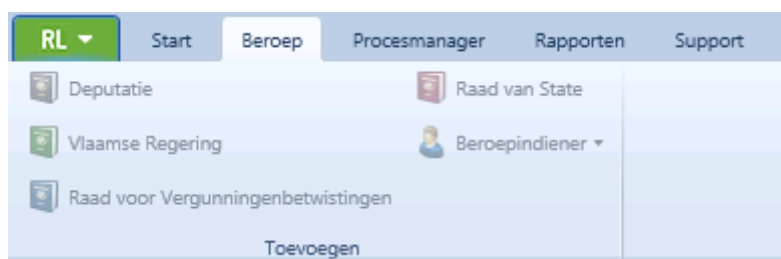 RL Start Beroep Procesmanager Rapporten Support
Deputatie Raad van State
Vlaamse Regering Beroepindiener
Raad voor Vergunningenbetwistingen
Toevoegen